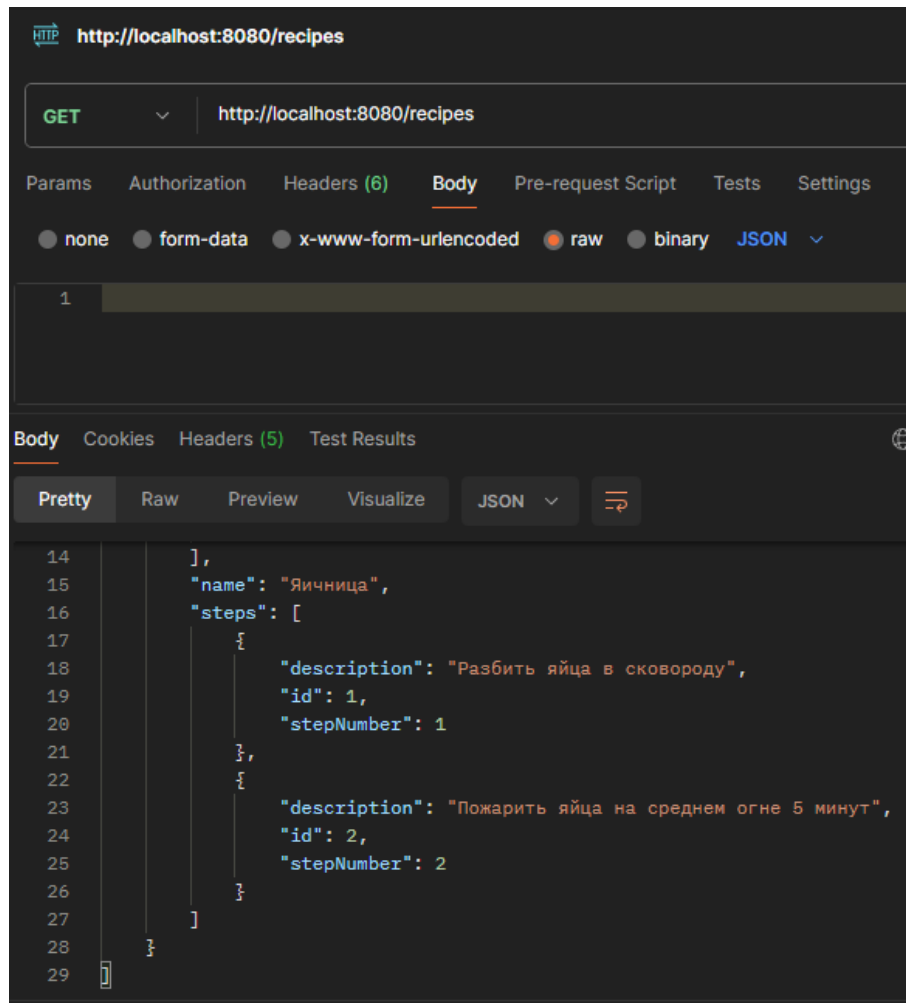 HTTP http://localhost:8080/recipes
GET http://localhost:8080/recipes
Params Authorization Headers (6) Body Pre-request Script Tests Settings
none form-data x-www-form-urlencoded raw binary JSON
1
Body Cookies Headers (5) Test Results
Pretty Raw Preview Visualize JSON
14 ],
15 "name": "Яичница",
16 "steps": [
17 {
18 "description": "Разбить яйца в сковороду",
19 "id": 1,
20 "stepNumber": 1
21 },
22 {
23 "description": "Пожарить яйца на среднем огне 5 минут",
24 "id": 2,
25 "stepNumber": 2
26 }
27 ]
28 }
29 ]